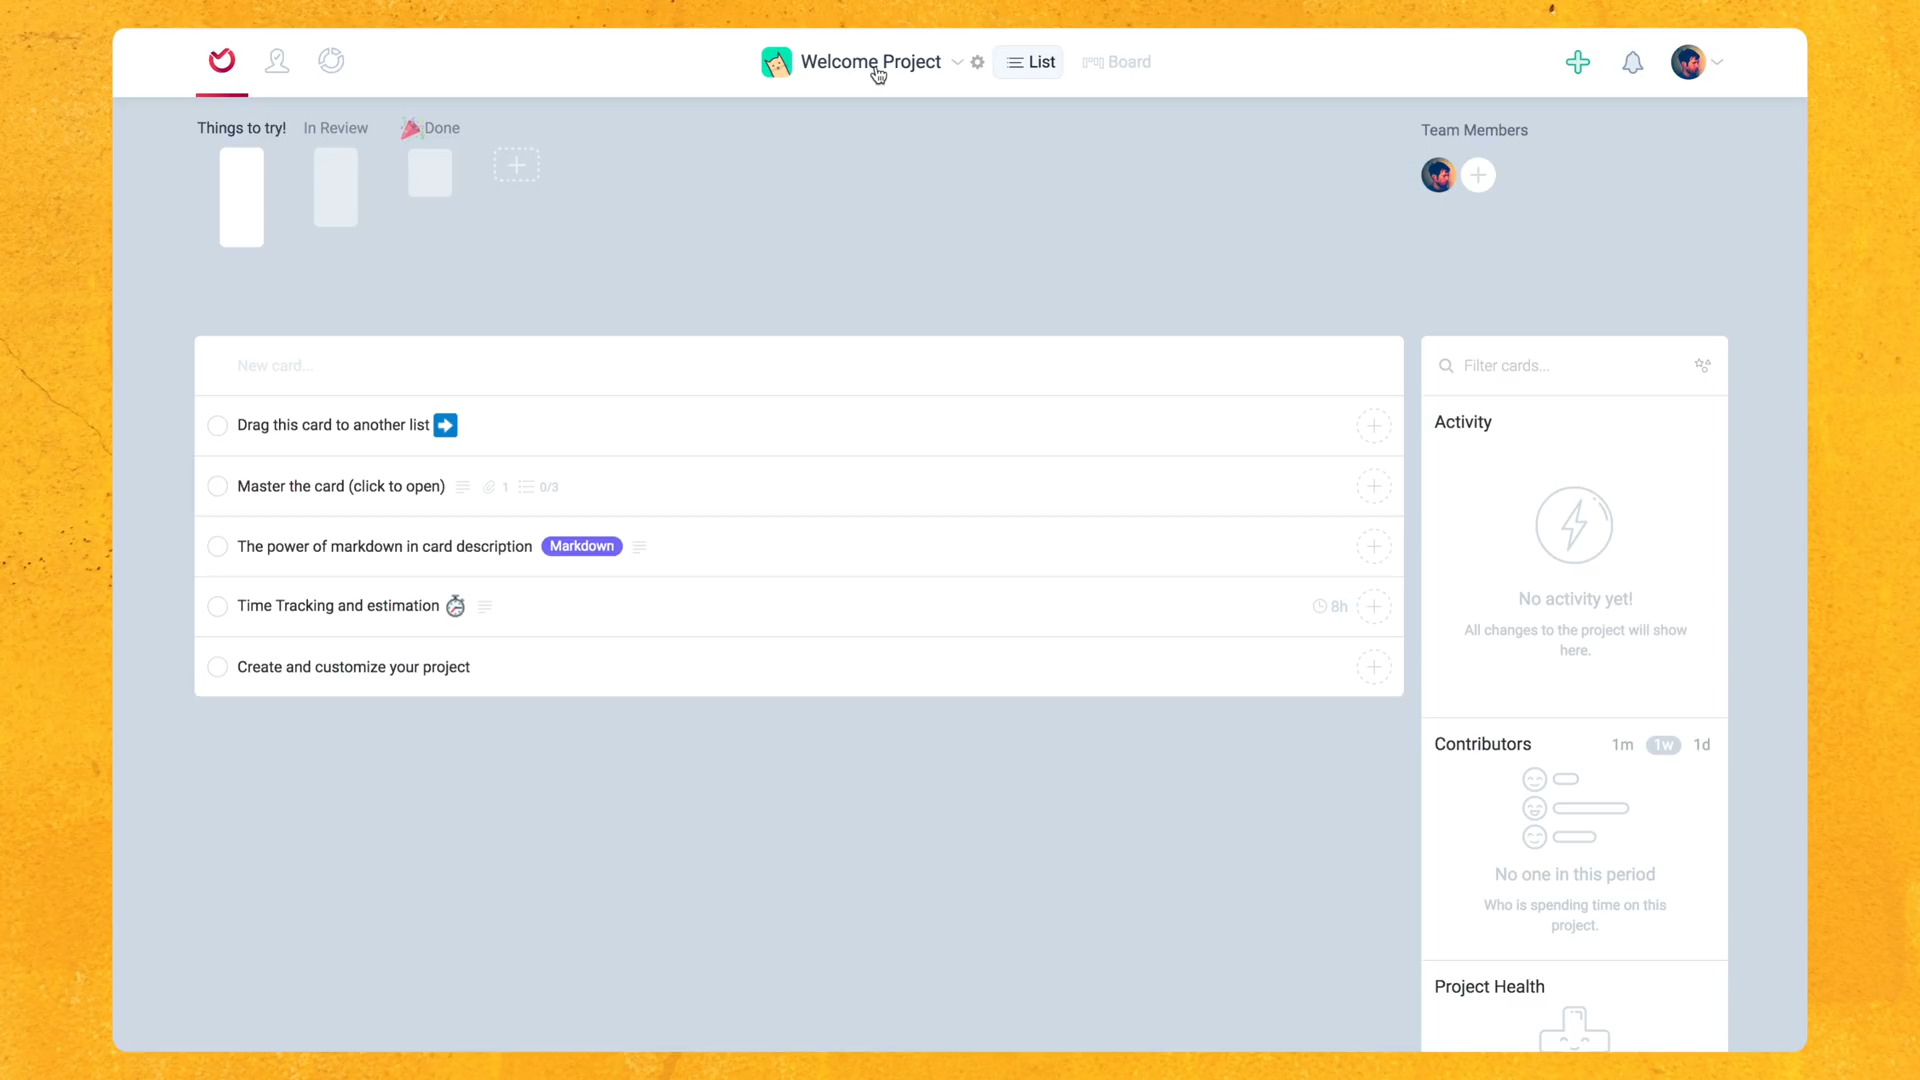 Welcome Project
List
Board
Things to try!
In Review
Done
Team Members
New card...
Filter cards...
Drag this card to another list
Activity
Master the card (click to open)
1
0/3
The power of markdown in card description
Markdown
Time Tracking and estimation
8h
No activity yet!
All changes to the project will show
here.
Create and customize your project
Contributors
1m
1w
1d
No one in this period
Who is spending time on this
project.
Project Health